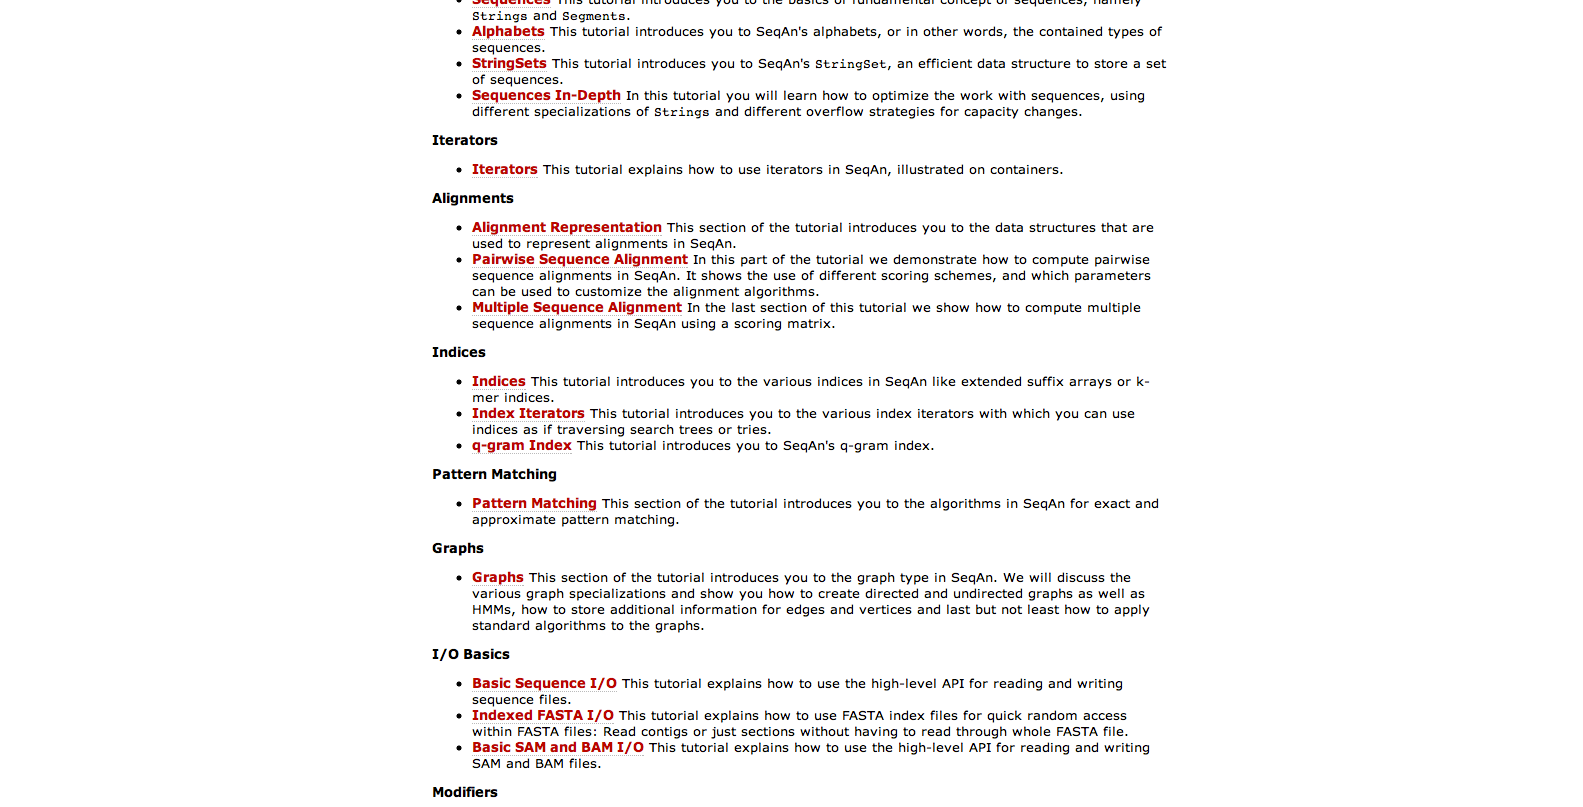 Sequences This tutorial introduces you to the basics of fundamental concept of sequences, namely
Strings and Segments.
Alphabets This tutorial introduces you to SeqAn's alphabets, or in other words, the contained types of
sequences.
StringSets This tutorial introduces you to SeqAn's StringSet, an efficient data structure to store a set
of sequences.
Sequences In-Depth In this tutorial you will learn how to optimize the work with sequences, using
different specializations of Strings and different overflow strategies for capacity changes.
Iterators
Iterators This tutorial explains how to use iterators in SeqAn, illustrated on containers.
Alignments
Alignment Representation This section of the tutorial introduces you to the data structures that are
used to represent alignments in SeqAn.
Pairwise Sequence Alignment In this part of the tutorial we demonstrate how to compute pairwise
sequence alignments in SeqAn. It shows the use of different scoring schemes, and which parameters
can be used to customize the alignment algorithms.
Multiple Sequence Alignment In the last section of this tutorial we show how to compute multiple
sequence alignments in SeqAn using a scoring matrix.
Indices
Indices This tutorial introduces you to the various indices in SeqAn like extended suffix arrays or k-
mer indices.
Index Iterators This tutorial introduces you to the various index iterators with which you can use
indices as if traversing search trees or tries.
q-gram Index This tutorial introduces you to SeqAn's q-gram index.
Pattern Matching
Pattern Matching This section of the tutorial introduces you to the algorithms in SeqAn for exact and
approximate pattern matching.
Graphs
Graphs This section of the tutorial introduces you to the graph type in SeqAn. We will discuss the
various graph specializations and show you how to create directed and undirected graphs as well as
HMMs, how to store additional information for edges and vertices and last but not least how to apply
standard algorithms to the graphs.
I/O Basics
Basic Sequence I/O This tutorial explains how to use the high-level API for reading and writing
sequence files.
Indexed FASTA I/O This tutorial explains how to use FASTA index files for quick random access
within FASTA files: Read contigs or just sections without having to read through whole FASTA file.
Basic SAM and BAM I/O This tutorial explains how to use the high-level API for reading and writing
SAM and BAM files.
Modifiers